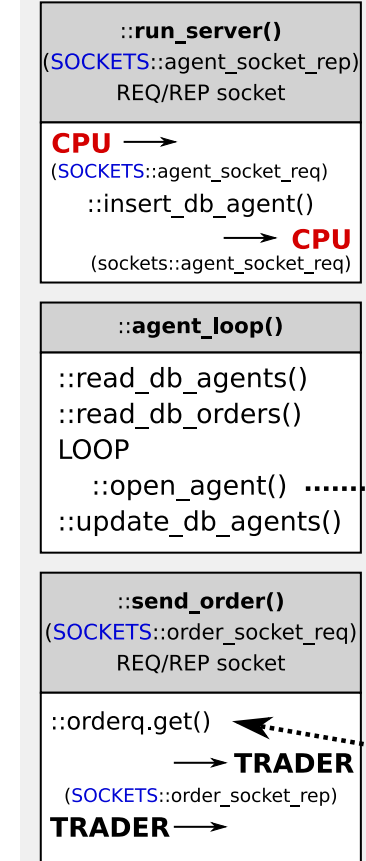 ::run_server()
(SOCKETS::agent_socket_rep)
REQ/REP socket
CPU
(SOCKETS::agent_socket_req)
::insert_db_agent()
CPU
(sockets::agent_socket_req)
::agent_loop()
::read_db_agents()
::read_db_orders()
LOOP
::open_agent()
::update_db_agents()
::send_order()
(SOCKETS::order_socket_req)
REQ/REP socket
::orderq.get()
TRADER
(SOCKETS::order_socket_rep)
TRADER